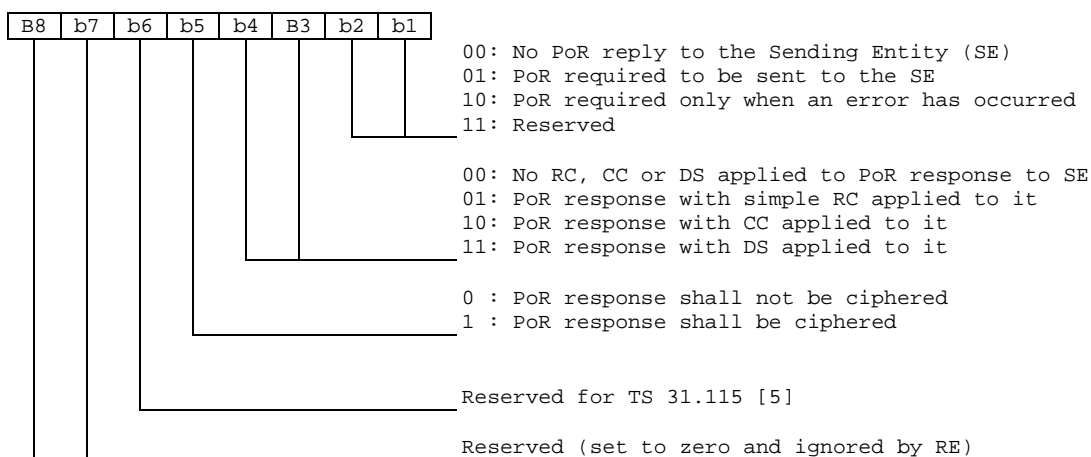 B8 b7 b6 b5 b4 B3 b2 b1
00: No PoR reply to the Sending Entity (SE)
01: PoR required to be sent to the SE
10: PoR required only when an error has occurred
11: Reserved
00: No RC, CC or DS applied to PoR response to SE
01: PoR response with simple RC applied to it
10: PoR response with CC applied to it
11: PoR response with DS applied to it
0 : PoR response shall not be ciphered
1 : PoR response shall be ciphered
Reserved for TS 31.115 [5]
Reserved (set to zero and ignored by RE)